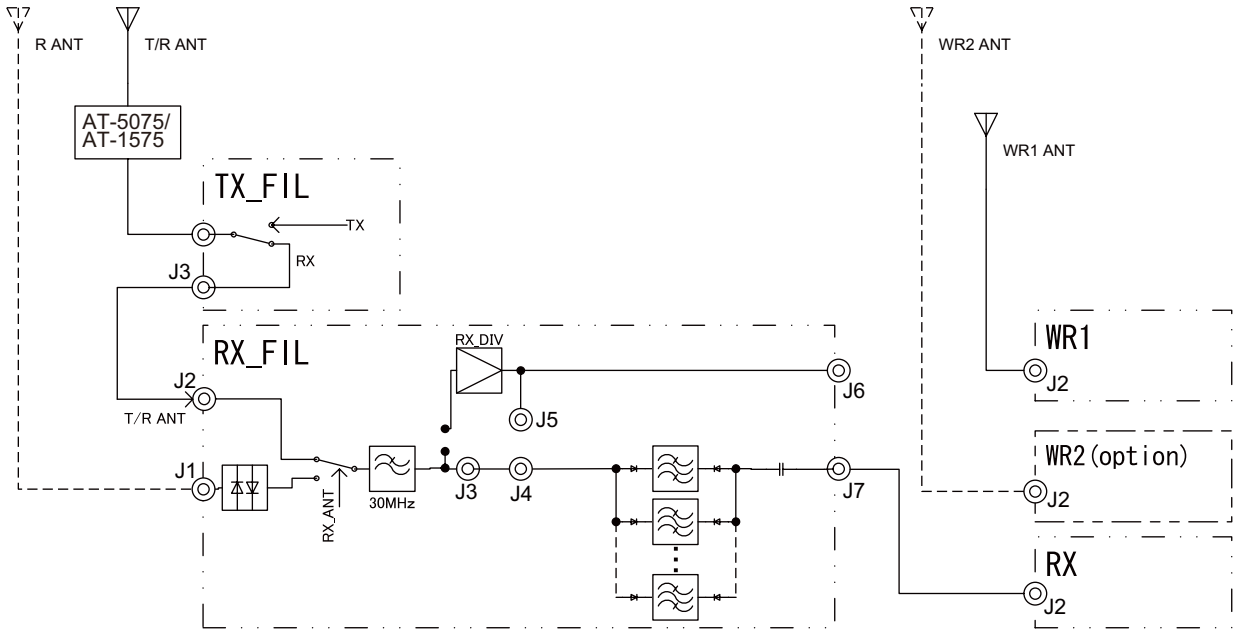 R ANT
T/R ANT
WR2 ANT
AT-5075/
AT-1575
WR1 ANT
TX_FIL
TX
RX
J3
RX_FIL
RX_DIV
WR1
J2
J2
T/R ANT
J6
J5
WR2(option)
J1
RX_ANT
30MHz
J3
J4
J7
J2
RX
J2